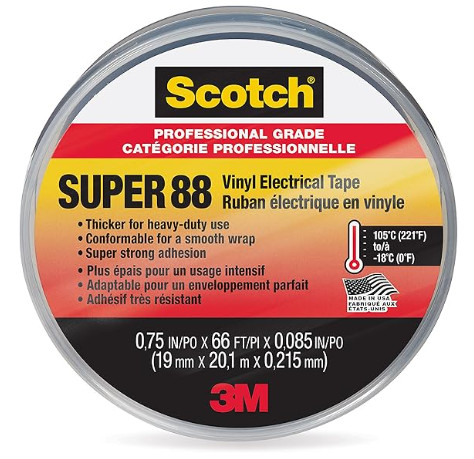 Scotch®
PROFESSIONAL GRADE
CATÉGORIE PROFESSIONNELLE
SUPER 88 Vinyl Electrical Tape
Ruban électrique en vinyle
• Thicker for heavy-duty use
• Conformable for a smooth wrap
• Super strong adhesion
• Plus épais pour un usage intensif
• Adaptable pour un enveloppement parfait
• Adhésif très résistant
105°C (221°F)
to/à
-18°C (0°F)
MADE IN USA
FABRIQUÉ AUX
ÉTATS-UNIS
0,75 IN/PO X 66 FT/PI X 0,085 IN/PO
(19 mm X 20,1 m X 0,215 mm)
3M